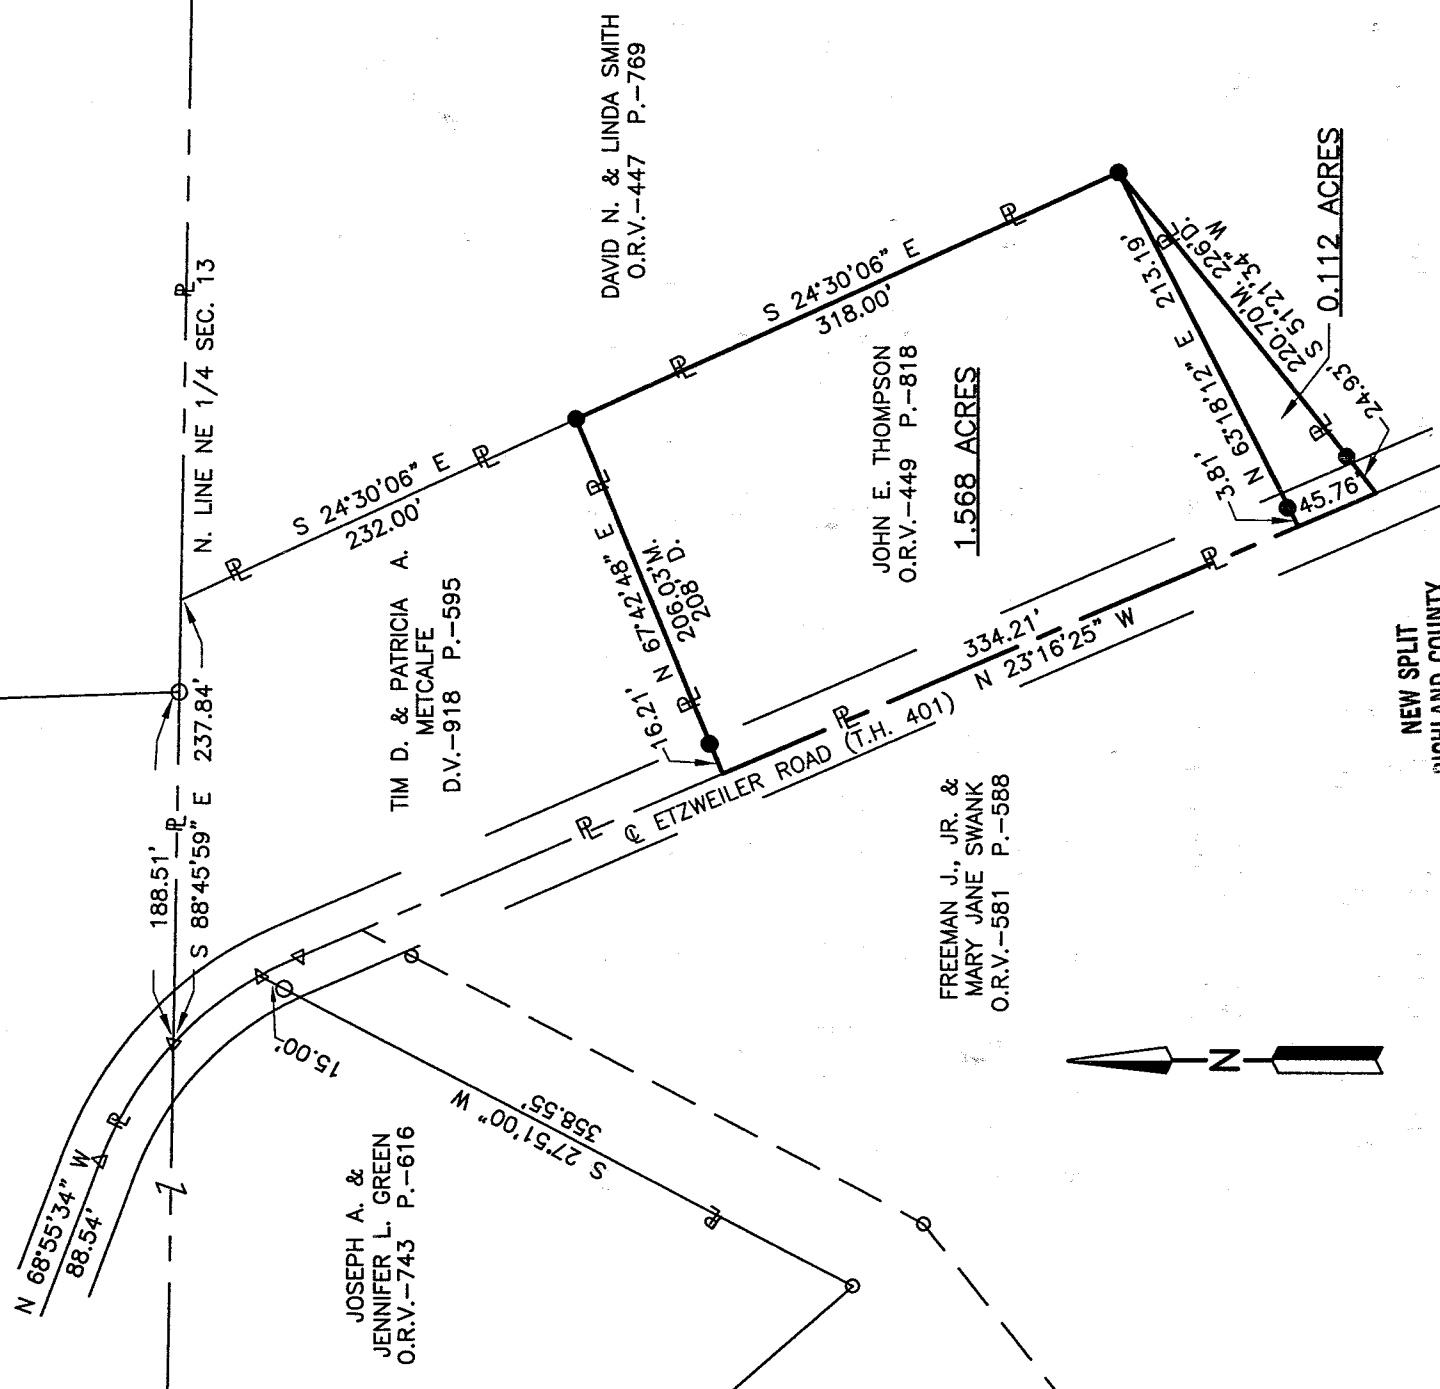 N 68°55'34" W
88.54'
188.51'
S 88°45'59" E 237.84'
N. LINE NE 1/4 SEC. 13
S 24°30'06" E
232.00'
DAVID N. & LINDA SMITH
O.R.V.-447 P.-769
TIM D. & PATRICIA A.
METCALFE
D.V.-918 P.-595
15.00'
S 27°51'00" W
358.55'
JOSEPH A. &
JENNIFER L. GREEN
O.R.V.-743 P.-616
16.21'
N 67°42'48" E
206.03'M.
208' D.
S 24°30'06" E
318.00'
JOHN E. THOMPSON
O.R.V.-449 P.-818
1.568 ACRES
℄ ETZWEILER ROAD (T.H. 401)
334.21'
N 23°16'25" W
FREEMAN J., JR. &
MARY JANE SWANK
O.R.V.-581 P.-588
3.81'
N 63°18'12" E 213.19'
220.70'M. 226'D.
S 51°21'34" W
24.93'
45.76'
0.112 ACRES
N
NEW SPLIT
RICHLAND COUNTY